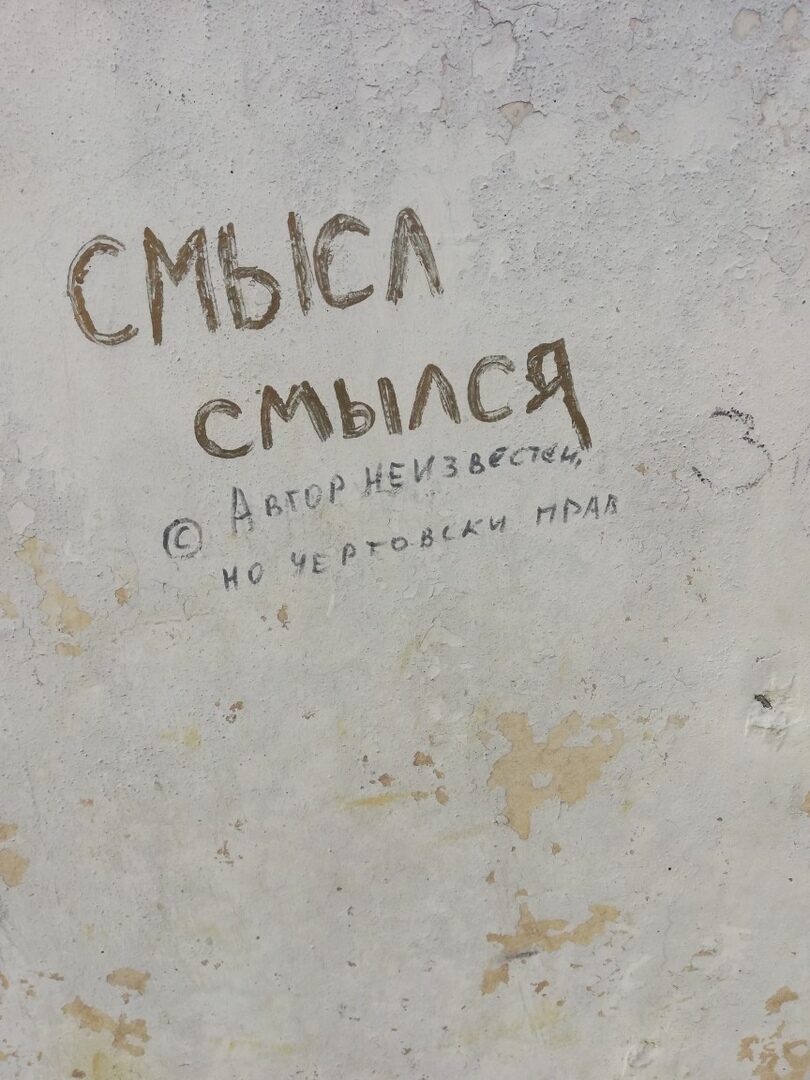 СМЫСЛ
СМЫЛСЯ
© АВТОР НЕИЗВЕСТЕН,
НО ЧЕРТОВСКИ ПРАВ
З